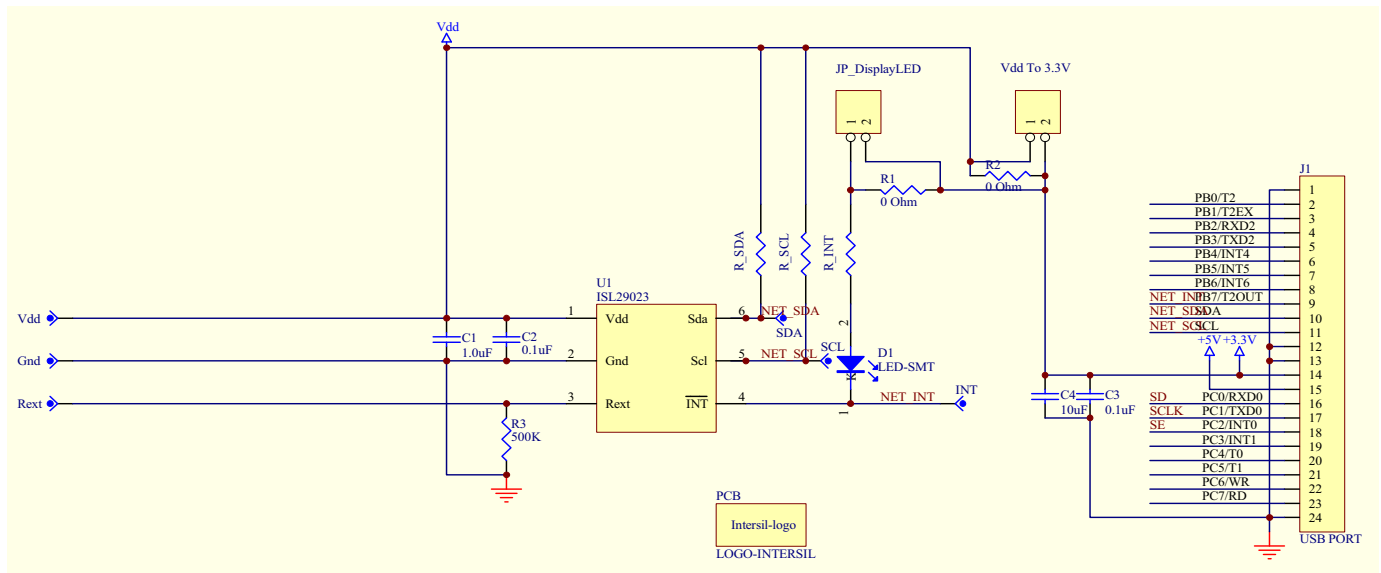 Vdd
JP_DisplayLED
Vdd To 3.3V
1
2
1
2
R2
0 Ohm
R1
0 Ohm
R_SDA
R_SCL
R_INT
U1
ISL29023
Vdd
1
Vdd
Sda
6
NET_SDA
SDA
C1
1.0uF
C2
0.1uF
Gnd
2
Gnd
Scl
5
NET_SCL
SCL
2
D1
LED-SMT
K
1
Rext
3
Rext
INT
4
NET_INT
INT
R3
500K
C4
10uF
C3
0.1uF
PCB
Intersil-logo
LOGO-INTERSIL
J1
1
PB0/T2
2
PB1/T2EX
3
PB2/RXD2
4
PB3/TXD2
5
PB4/INT4
6
PB5/INT5
7
PB6/INT6
8
NET_INT
PB7/T2OUT
9
NET_SDA
SDA
10
NET_SCL
SCL
11
+5V
+3.3V
12
13
14
15
SD
PC0/RXD0
16
SCLK
PC1/TXD0
17
SE
PC2/INT0
18
PC3/INT1
19
PC4/T0
20
PC5/T1
21
PC6/WR
22
PC7/RD
23
24
USB PORT